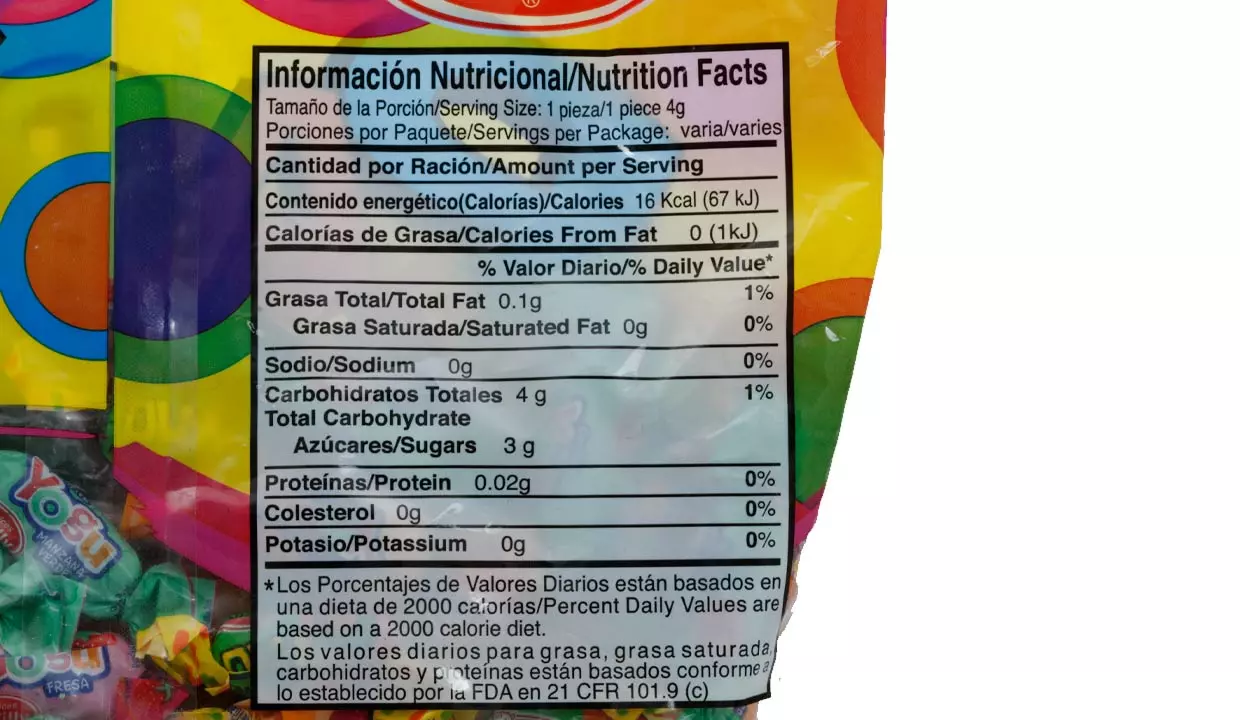 ®
Información Nutricional/Nutrition Facts
Tamaño de la Porción/Serving Size: 1 pieza/1 piece 4g
Porciones por Paquete/Servings per Package: varia/varies
Cantidad por Ración/Amount per Serving
Contenido energético(Calorías)/Calories 16 Kcal (67 kJ)
Calorías de Grasa/Calories From Fat 0 (1kJ)
% Valor Diario/% Daily Value*
Grasa Total/Total Fat 0.1g 1%
Grasa Saturada/Saturated Fat 0g 0%
Sodio/Sodium 0g 0%
Carbohidratos Totales 4 g 1%
Total Carbohydrate
Azúcares/Sugars 3 g
Proteínas/Protein 0.02g 0%
Colesterol 0g 0%
Potasio/Potassium 0g 0%
*Los Porcentajes de Valores Diarios están basados en
una dieta de 2000 calorías/Percent Daily Values are
based on a 2000 calorie diet.
Los valores diarios para grasa, grasa saturada,
carbohidratos y proteínas están basados conforme a
lo establecido por la FDA en 21 CFR 101.9 (c)
Yogu
MANZANA
VERDE
Yogu
FRESA